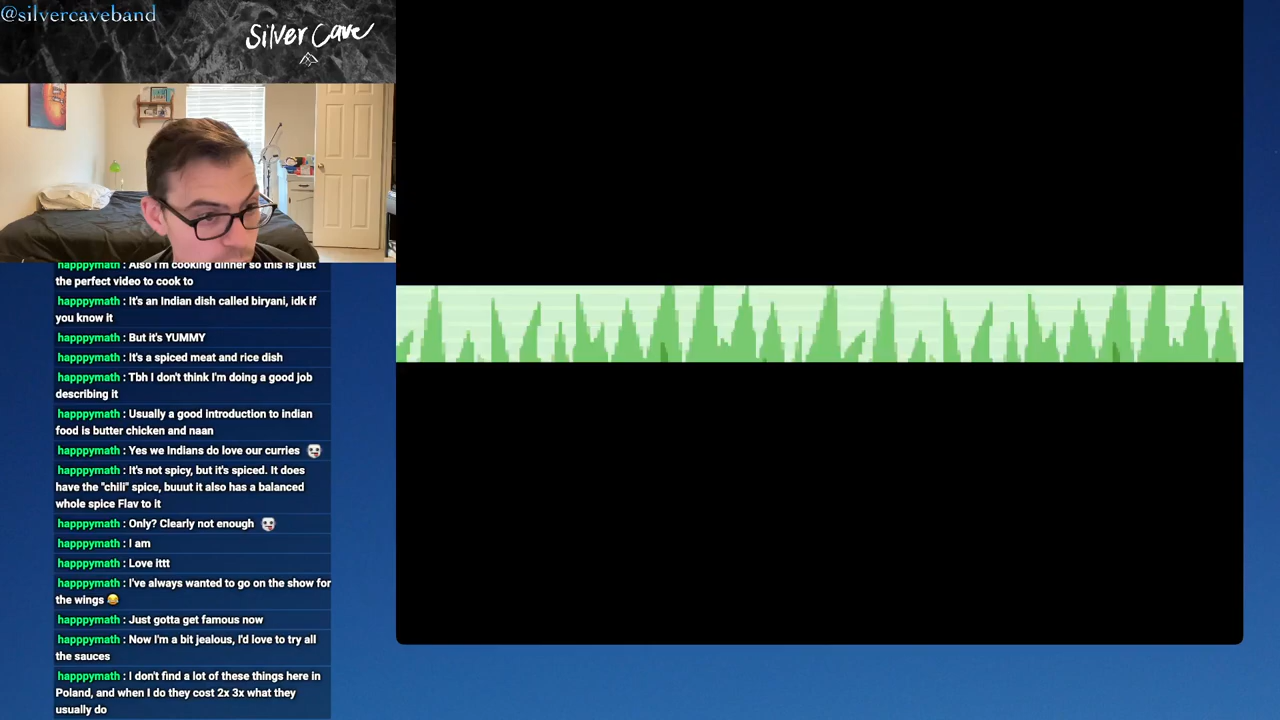 @silvercaveband
Silver Cave
happpymath : Also I'm cooking dinner so this is just
the perfect video to cook to
happpymath : It's an Indian dish called biryani, idk if
you know it
happpymath : But it's YUMMY
happpymath : It's a spiced meat and rice dish
happpymath : Tbh I don't think I'm doing a good job
describing it
happpymath : Usually a good introduction to indian
food is butter chicken and naan
happpymath : Yes we Indians do love our curries
happpymath : It's not spicy, but it's spiced. It does
have the "chili" spice, buuut it also has a balanced
whole spice Flav to it
happpymath : Only? Clearly not enough
happpymath : I am
happpymath : Love ittt
happpymath : I've always wanted to go on the show for
the wings 😂
happpymath : Just gotta get famous now
happpymath : Now I'm a bit jealous, I'd love to try all
the sauces
happpymath : I don't find a lot of these things here in
Poland, and when I do they cost 2x 3x what they
usually do